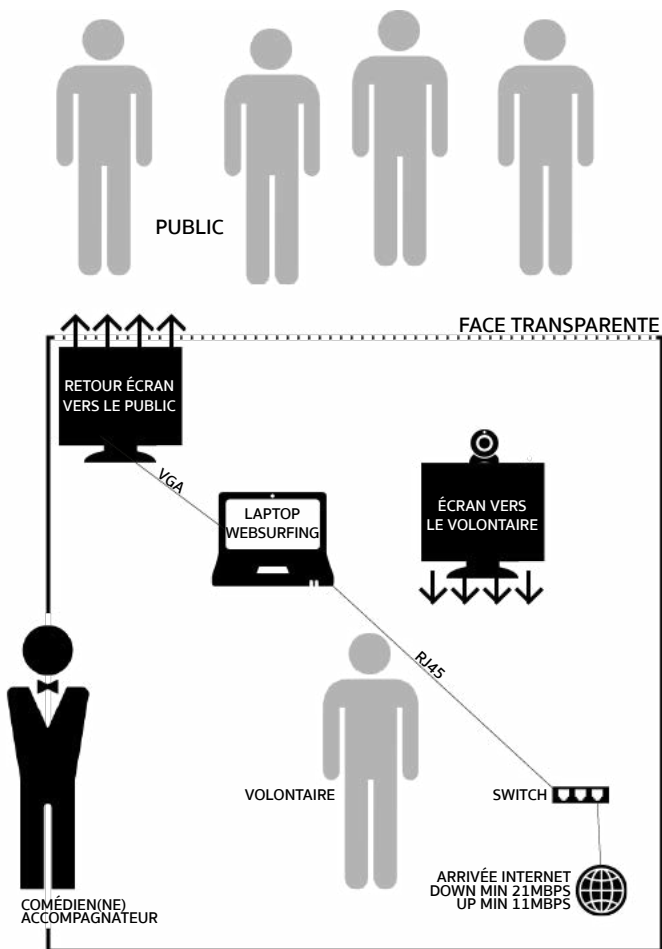 PUBLIC
FACE TRANSPARENTE
RETOUR ÉCRAN
VERS LE PUBLIC
VGA
LAPTOP
WEBSURFING
ÉCRAN VERS
LE VOLONTAIRE
RJ45
VOLONTAIRE
SWITCH
ARRIVÉE INTERNET
DOWN MIN 21MBPS
UP MIN 11MBPS
COMÉDIEN(NE)
ACCOMPAGNATEUR